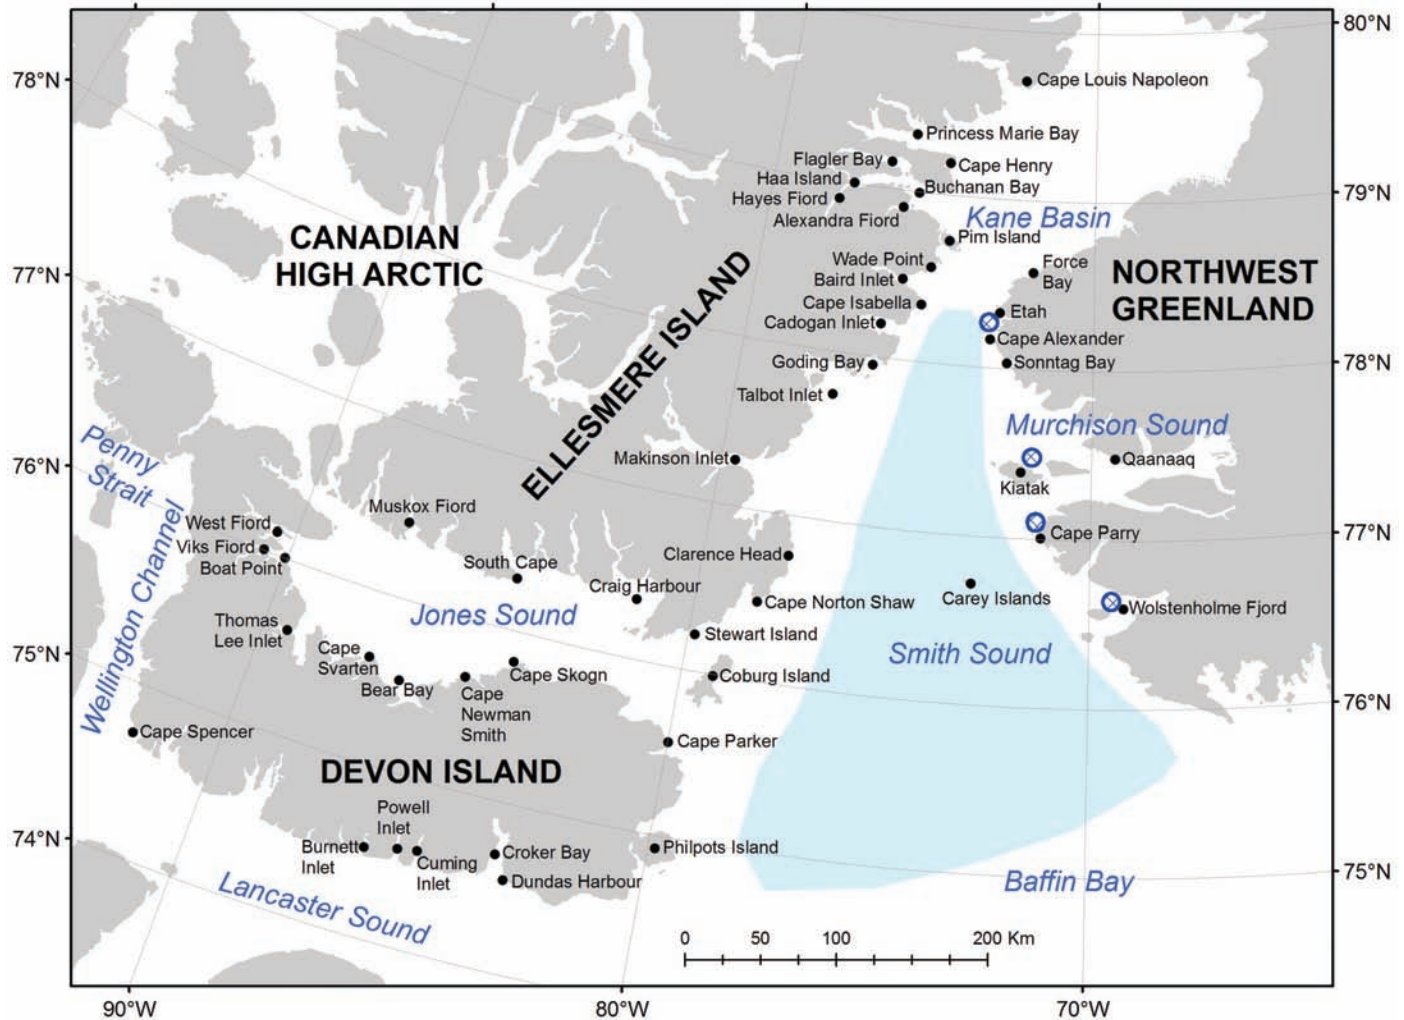 80°N
78°N
Cape Louis Napoleon
Princess Marie Bay
Flagler Bay
Cape Henry
Haa Island
Buchanan Bay
79°N
Hayes Fiord
Alexandra Fiord
Kane Basin
CANADIAN
HIGH ARCTIC
Pim Island
Wade Point
Force
Bay
77°N
Baird Inlet
NORTHWEST
GREENLAND
Cape Isabella
Etah
Cadogan Inlet
Cape Alexander
ELLESMERE ISLAND
Goding Bay
Sonntag Bay
78°N
Talbot Inlet
Murchison Sound
Penny
Strait
76°N
Makinson Inlet
Qaanaaq
Kiatak
Muskox Fiord
West Fiord
Cape Parry
77°N
Viks Fiord
Boat Point
Clarence Head
South Cape
Wellington Channel
Craig Harbour
Cape Norton Shaw
Carey Islands
Wolstenholme Fjord
Jones Sound
Thomas
Lee Inlet
Stewart Island
75°N
Cape
Svarten
Smith Sound
Bear Bay
Cape Skogn
Coburg Island
Cape
Newman
Smith
76°N
Cape Spencer
Cape Parker
DEVON ISLAND
Powell
Inlet
74°N
Burnett
Inlet
Cuming
Inlet
Croker Bay
Philpots Island
Dundas Harbour
Baffin Bay
75°N
Lancaster Sound
0 50 100 200 Km
90°W 80°W 70°W